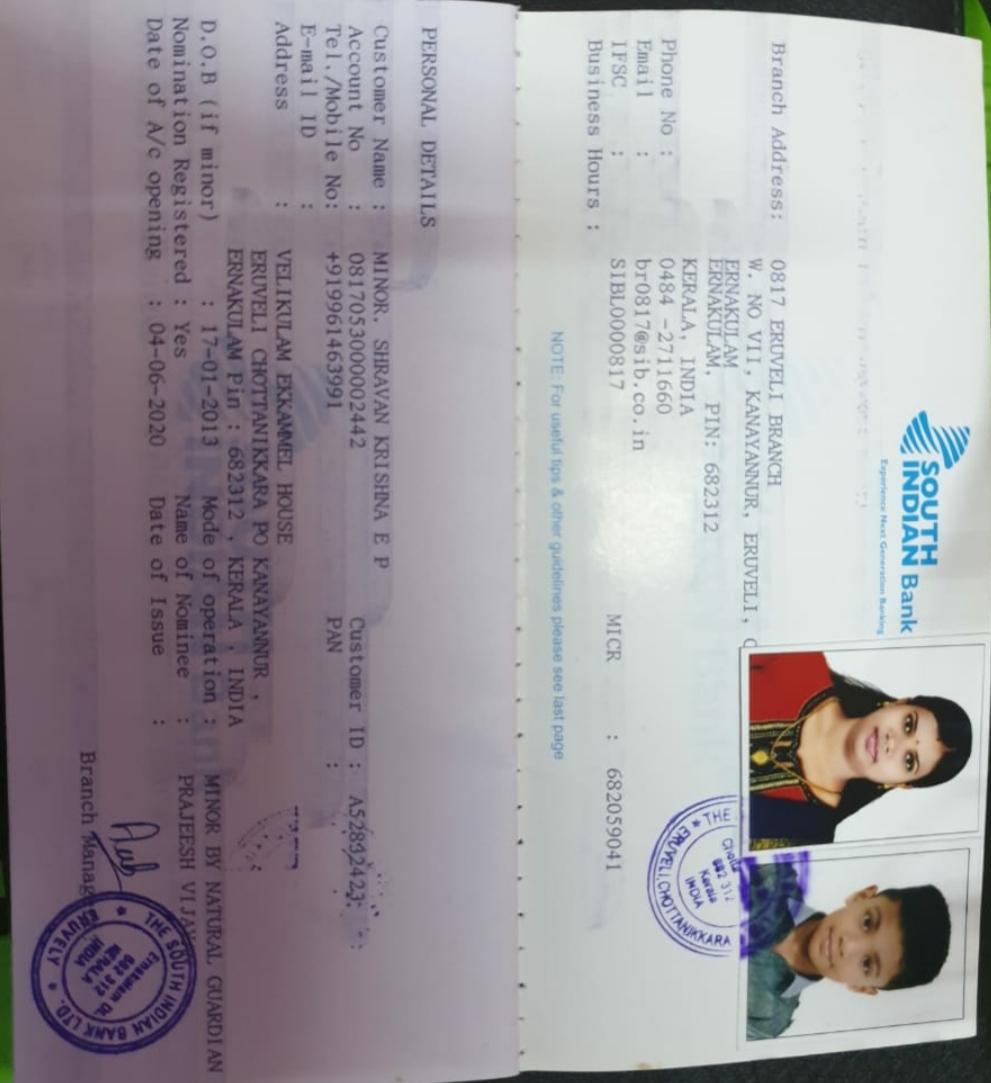 SOUTH
INDIAN Bank
Experience Next Generation Banking
Branch Address: 0817 ERUVELI BRANCH
W. NO VII, KANAYANNUR, ERUVELI, C
ERNAKULAM
ERNAKULAM, PIN: 682312
KERALA, INDIA
Phone No : 0484 -2711660
Email : br0817@sib.co.in
IFSC : SIBL0000817 MICR : 682059041
Business Hours :
NOTE: For useful tips & other guidelines please see last page
THE
682 312
Kerala
INDIA
ERUVELI, CHOTTANIKKARA
PERSONAL DETAILS
Customer Name : MINOR. SHRAVAN KRISHNA E P
Account No : 0817053000002442 Customer ID : A52892423
Tel./Mobile No: +919961463991 PAN :
E-mail ID :
Address : VELIKULAM EKKAMMEL HOUSE
ERUVELI CHOTTANIKKARA PO KANAYANNUR ,
ERNAKULAM Pin : 682312 , KERALA , INDIA
D.O.B (if minor) : 17-01-2013 Mode of operation : MINOR BY NATURAL GUARDIAN
Nomination Registered : Yes Name of Nominee : PRAJEESH VIJAY
Date of A/c opening : 04-06-2020 Date of Issue :
Branch Manag
THE SOUTH INDIAN BANK LTD.
ERUVELY
Ernakulam Dt.
682 312
KERALA
INDIA